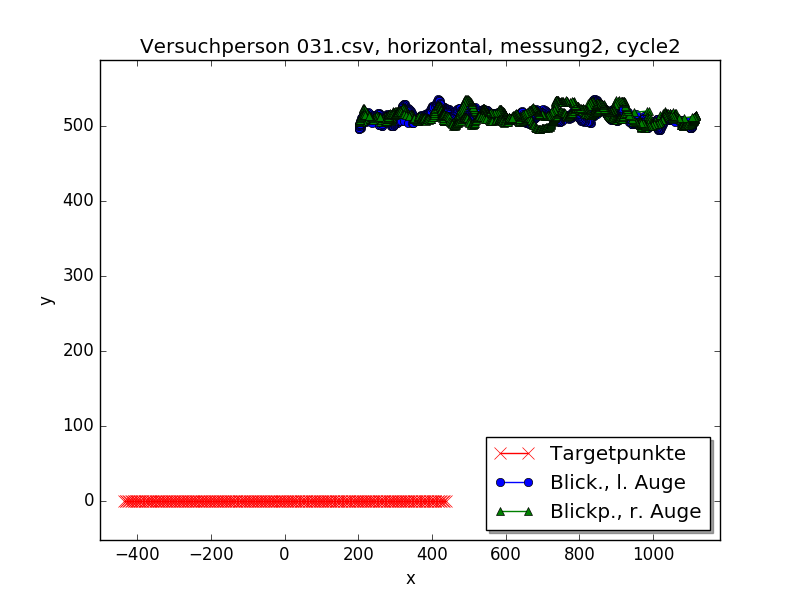 Versuchperson 031.csv, horizontal, messung2, cycle2
500
400
300
200
100
0
y
Targetpunkte
Blick., l. Auge
Blickp., r. Auge
−400 −200 0 200 400 600 800 1000
x